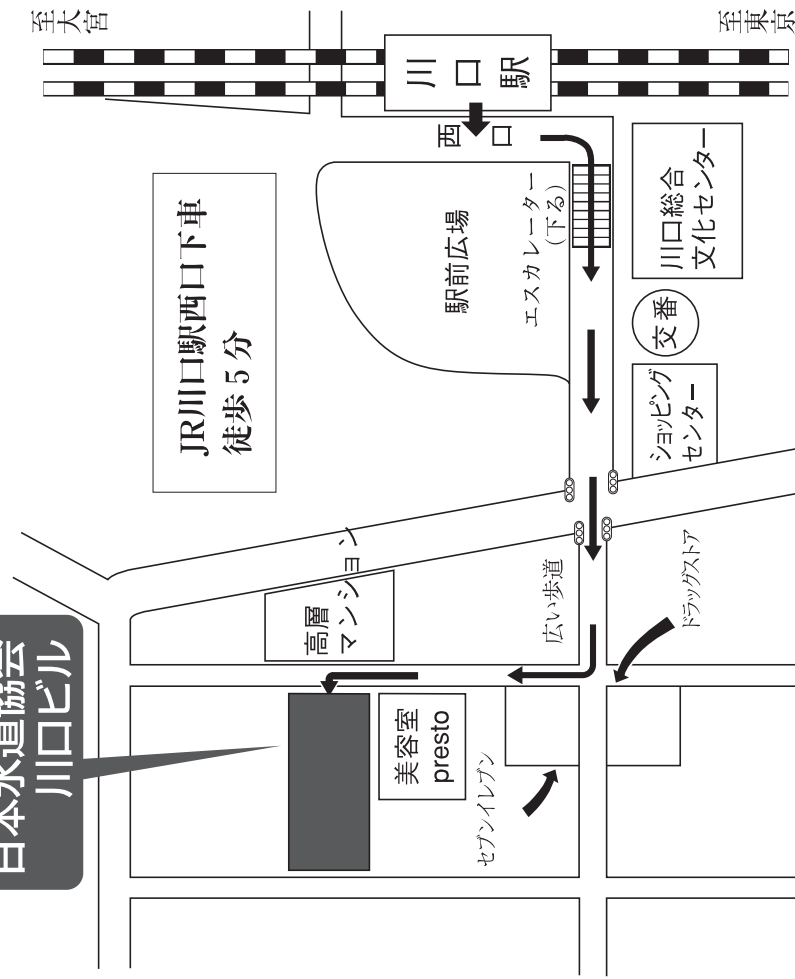 至大宮
至東京
川口駅
西口
JR川口駅西口下車
徒歩5分
駅前広場
エスカレーター
(下る)
川口総合
文化センター
交番
ショッピング
センター
高層
マンション
広い歩道
ドラッグストア
日本水道協会
川口ビル
美容室
presto
セブンイレブン